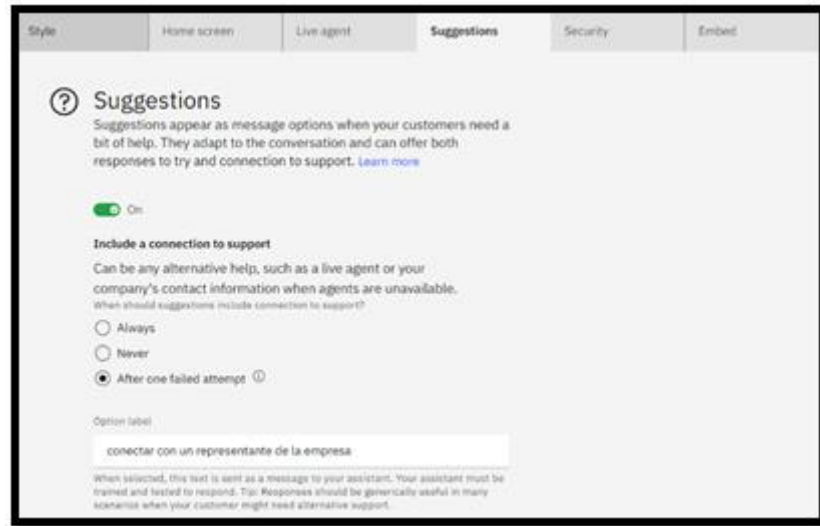 Style Home screen Live agent Suggestions Security Embed
Suggestions
Suggestions appear as message options when your customers need a
bit of help. They adapt to the conversation and can offer both
responses to try and connection to support. Learn more
On
Include a connection to support
Can be any alternative help, such as a live agent or your
company's contact information when agents are unavailable.
When should suggestions include connection to support?
Always
Never
After one failed attempt
Option label
conectar con un representante de la empresa
When selected, this text is sent as a message to your assistant. Your assistant must be
trained and tested to respond. Tip: Responses should be generically useful in many
scenarios when your customer might need alternative support.